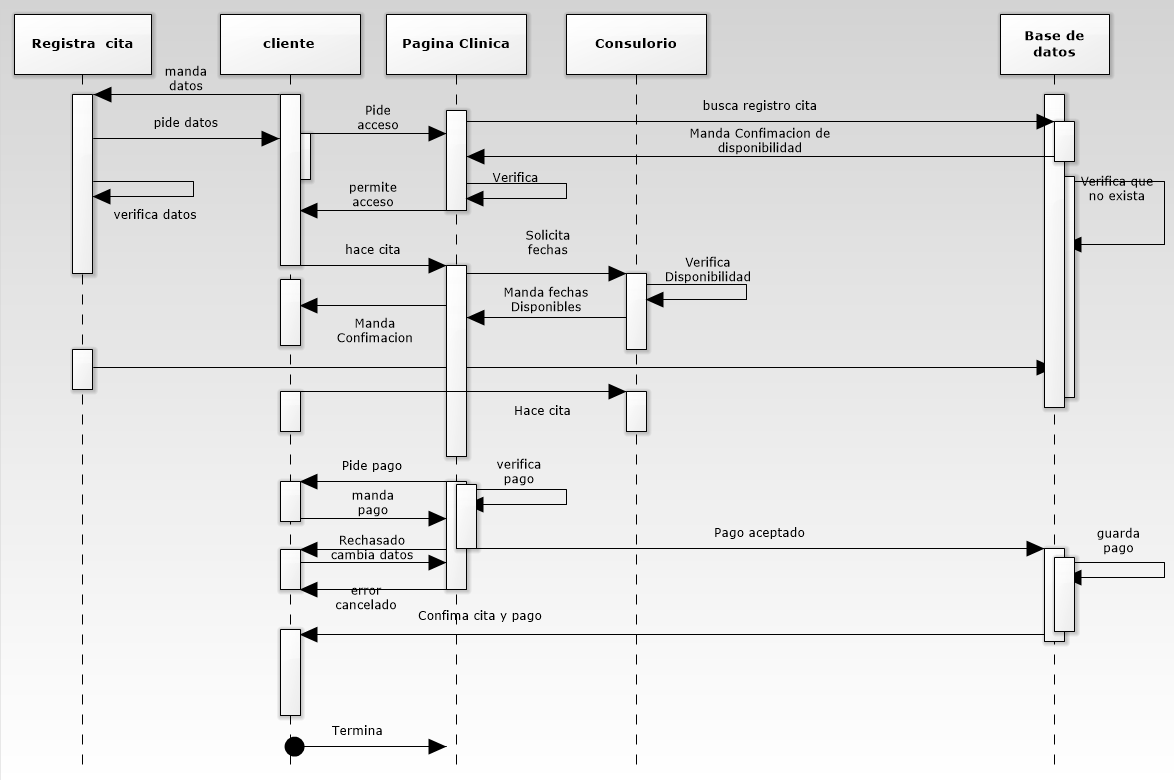 Registra  cita
cliente
Pagina Clinica
Consulorio
Base de
datos
manda
datos
pide datos
Pide
acceso
busca registro cita
Manda Confimacion de
disponibilidad
Verifica
Verifica que
no exista
permite
acceso
verifica datos
hace cita
Solicita
fechas
Verifica
Disponibilidad
Manda fechas
Disponibles
Manda
Confimacion
Hace cita
Pide pago
verifica
pago
manda
pago
Rechasado
cambia datos
Pago aceptado
guarda
pago
error
cancelado
Confima cita y pago
Termina